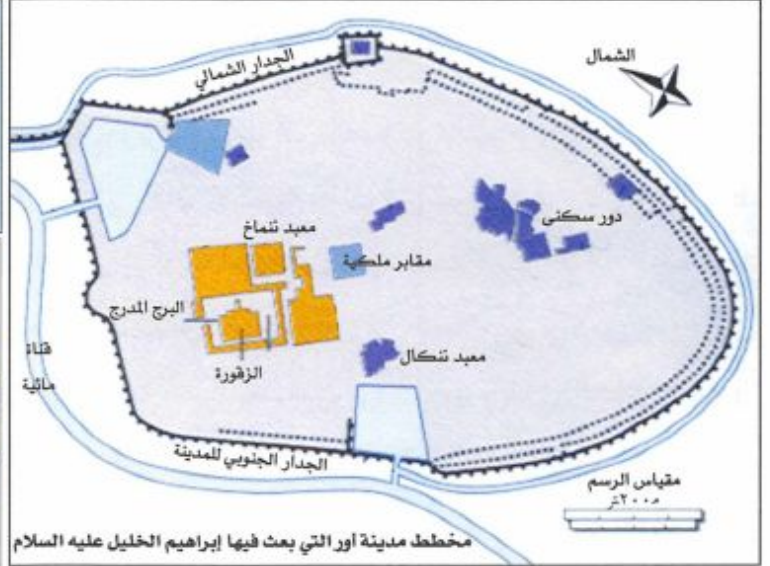 الشمال
الجدار الشمالي
دور سكنى
معبد ننماخ
مقابر ملكية
البرج المدرج
معبد ننكال
الزقورة
قناة
مائية
الجدار الجنوبي للمدينة
مقياس الرسم
٢٠٠متر
مخطط مدينة أور التي بعث فيها إبراهيم الخليل عليه السلام